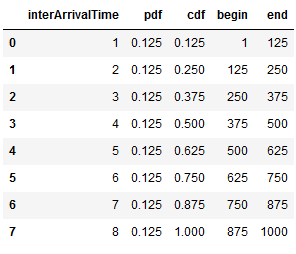 interArrivalTime pdf cdf begin end
0 1 0.125 0.125 1 125
1 2 0.125 0.250 125 250
2 3 0.125 0.375 250 375
3 4 0.125 0.500 375 500
4 5 0.125 0.625 500 625
5 6 0.125 0.750 625 750
6 7 0.125 0.875 750 875
7 8 0.125 1.000 875 1000